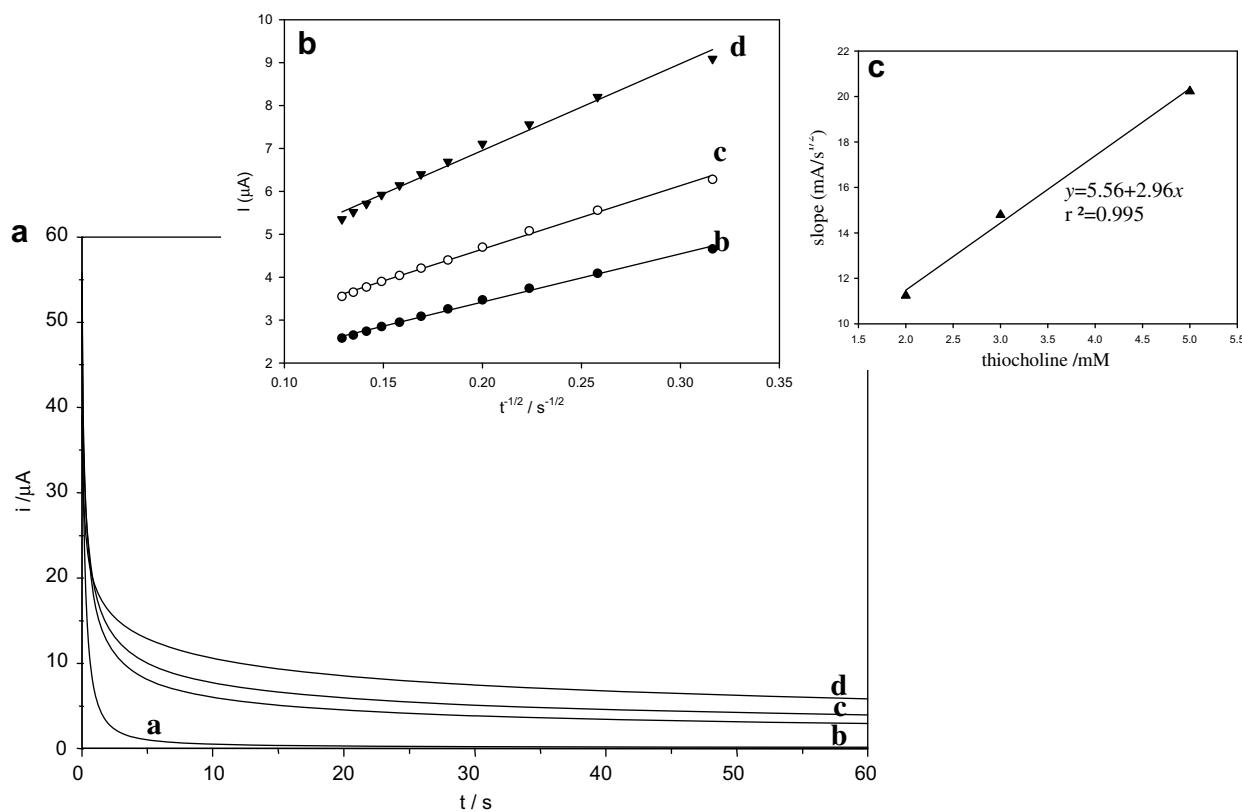 b
10
9
8
7
6
5
4
3
2
I (µA)
0.10 0.15 0.20 0.25 0.30 0.35
t-1/2 / s-1/2
d
c
b
c
22
20
18
16
14
12
10
slope (mA/s1/2)
y=5.56+2.96x
r ²=0.995
1.5 2.0 2.5 3.0 3.5 4.0 4.5 5.0 5.5
thiocholine /mM
a
60
50
40
30
20
10
0
i /µA
a
d
c
b
0 10 20 30 40 50 60
t / s